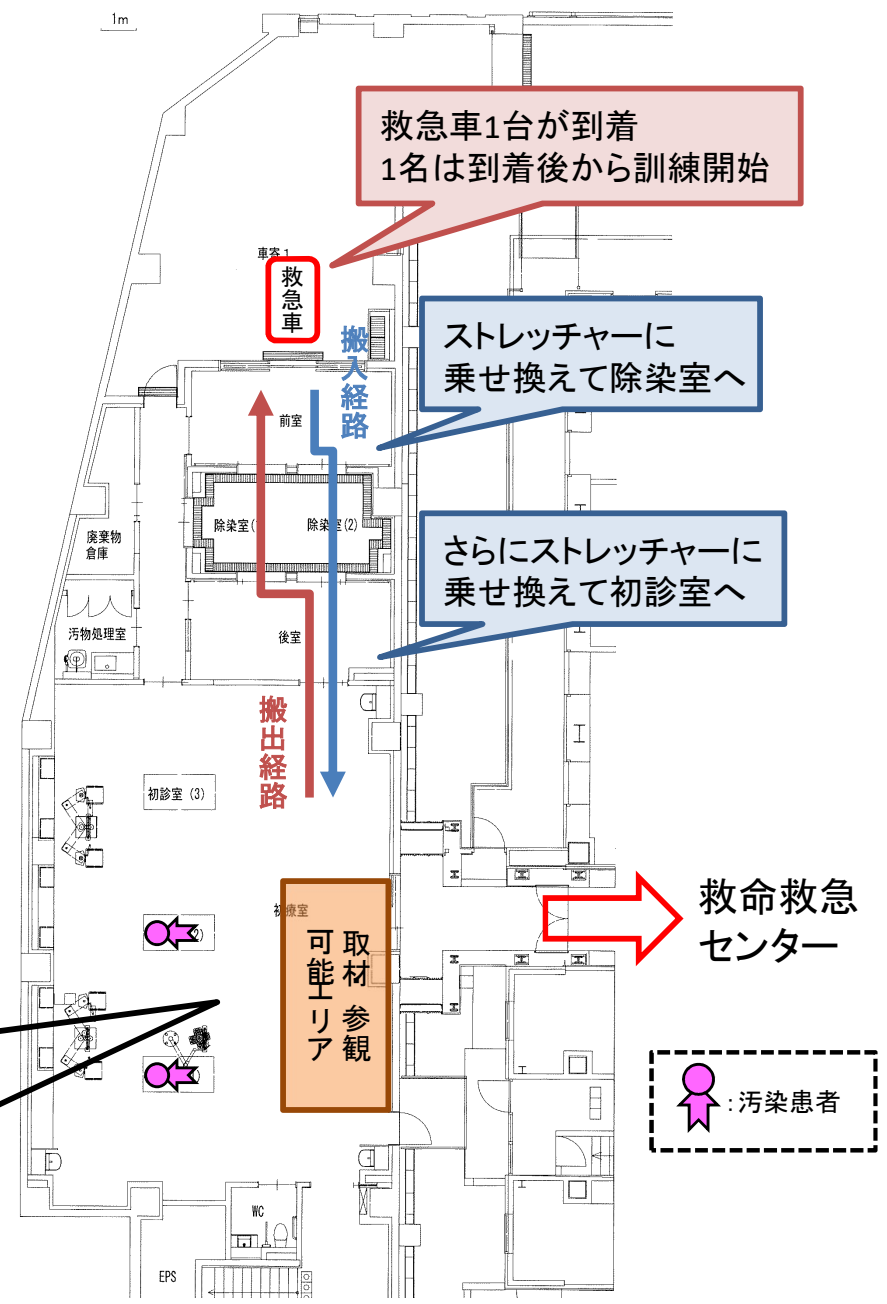 1m
救急車1台が到着
1名は到着後から訓練開始
車寄1
救急車
搬入経路
ストレッチャーに
乗せ換えて除染室へ
前室
除染室(
除染室(2)
廃棄物
倉庫
さらにストレッチャーに
乗せ換えて初診室へ
汚物処理室
後室
搬出経路
初診室 (3)
初療室
2)
取材 参観
可能エリア
救命救急
センター
:汚染患者
WC
EPS